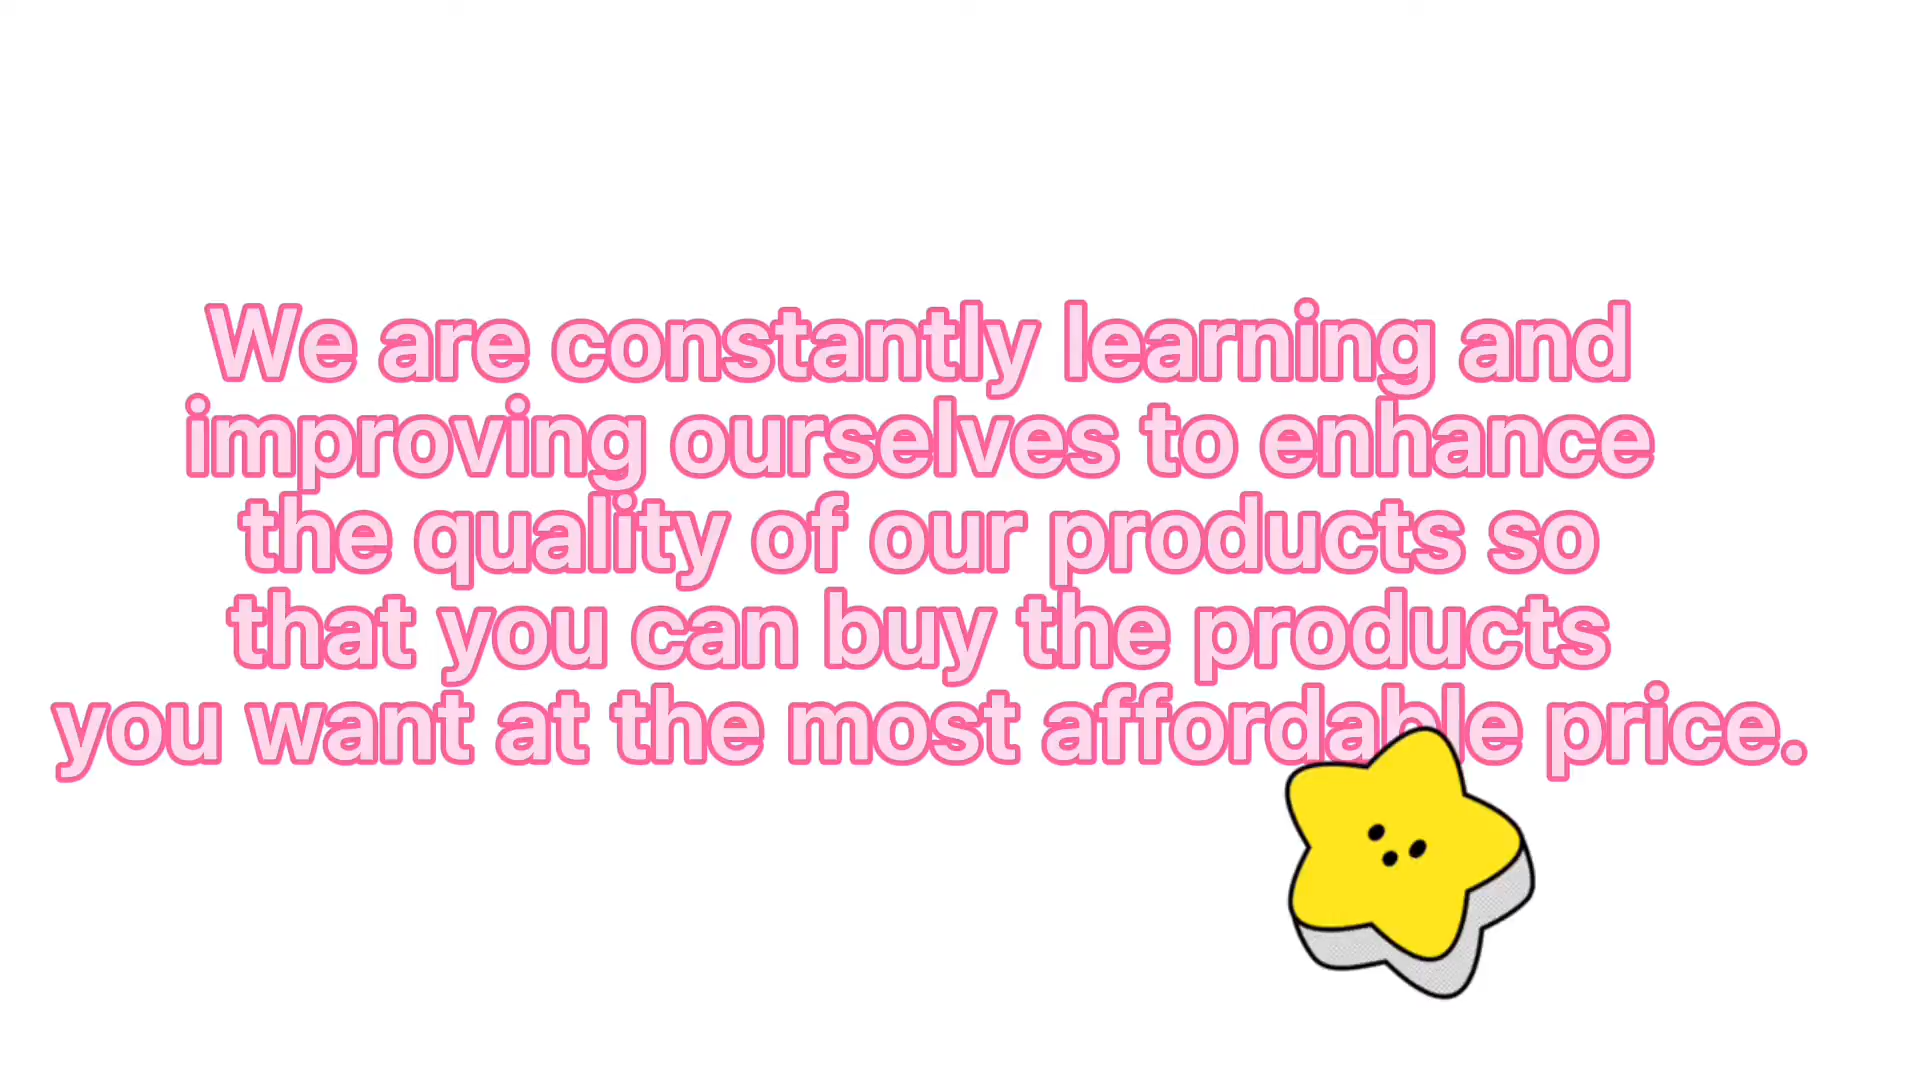 We are constantly learning and
improving ourselves to enhance
the quality of our products so
that you can buy the products
you want at the most affordable price.